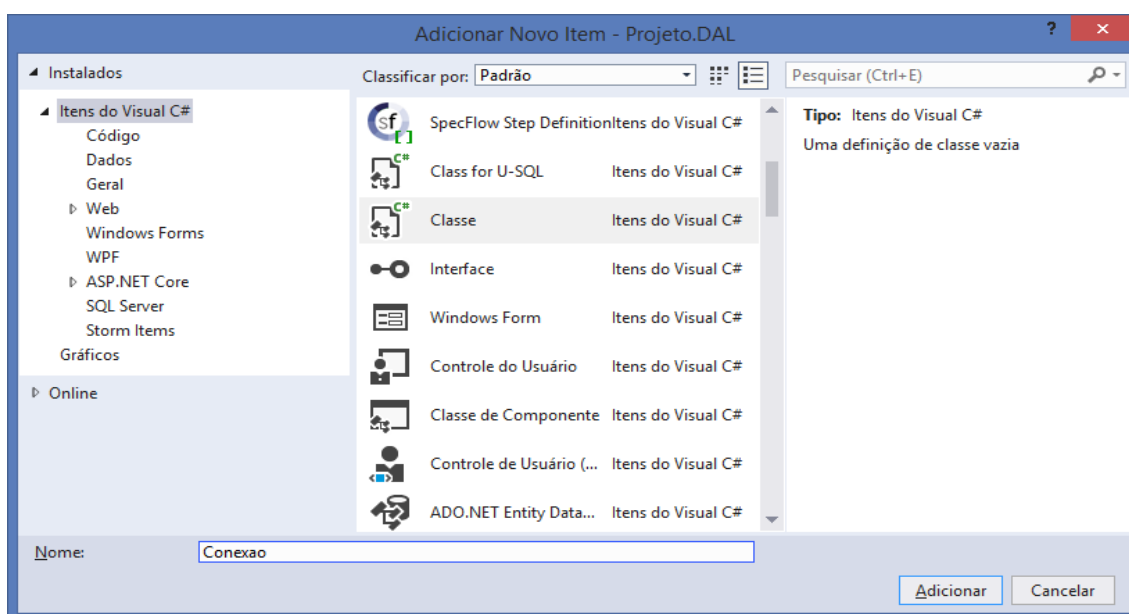 Adicionar Novo Item - Projeto.DAL
?
Instalados
Classificar por: Padrão
Pesquisar (Ctrl+E)
Itens do Visual C#
Código
Dados
Geral
Web
Windows Forms
WPF
ASP.NET Core
SQL Server
Storm Items
Gráficos
Online
SpecFlow Step Definition Itens do Visual C#
Class for U-SQL Itens do Visual C#
Classe Itens do Visual C#
Interface Itens do Visual C#
Windows Form Itens do Visual C#
Controle do Usuário Itens do Visual C#
Classe de Componente Itens do Visual C#
Controle de Usuário (... Itens do Visual C#
ADO.NET Entity Data... Itens do Visual C#
Tipo: Itens do Visual C#
Uma definição de classe vazia
Nome: Conexao
Adicionar Cancelar